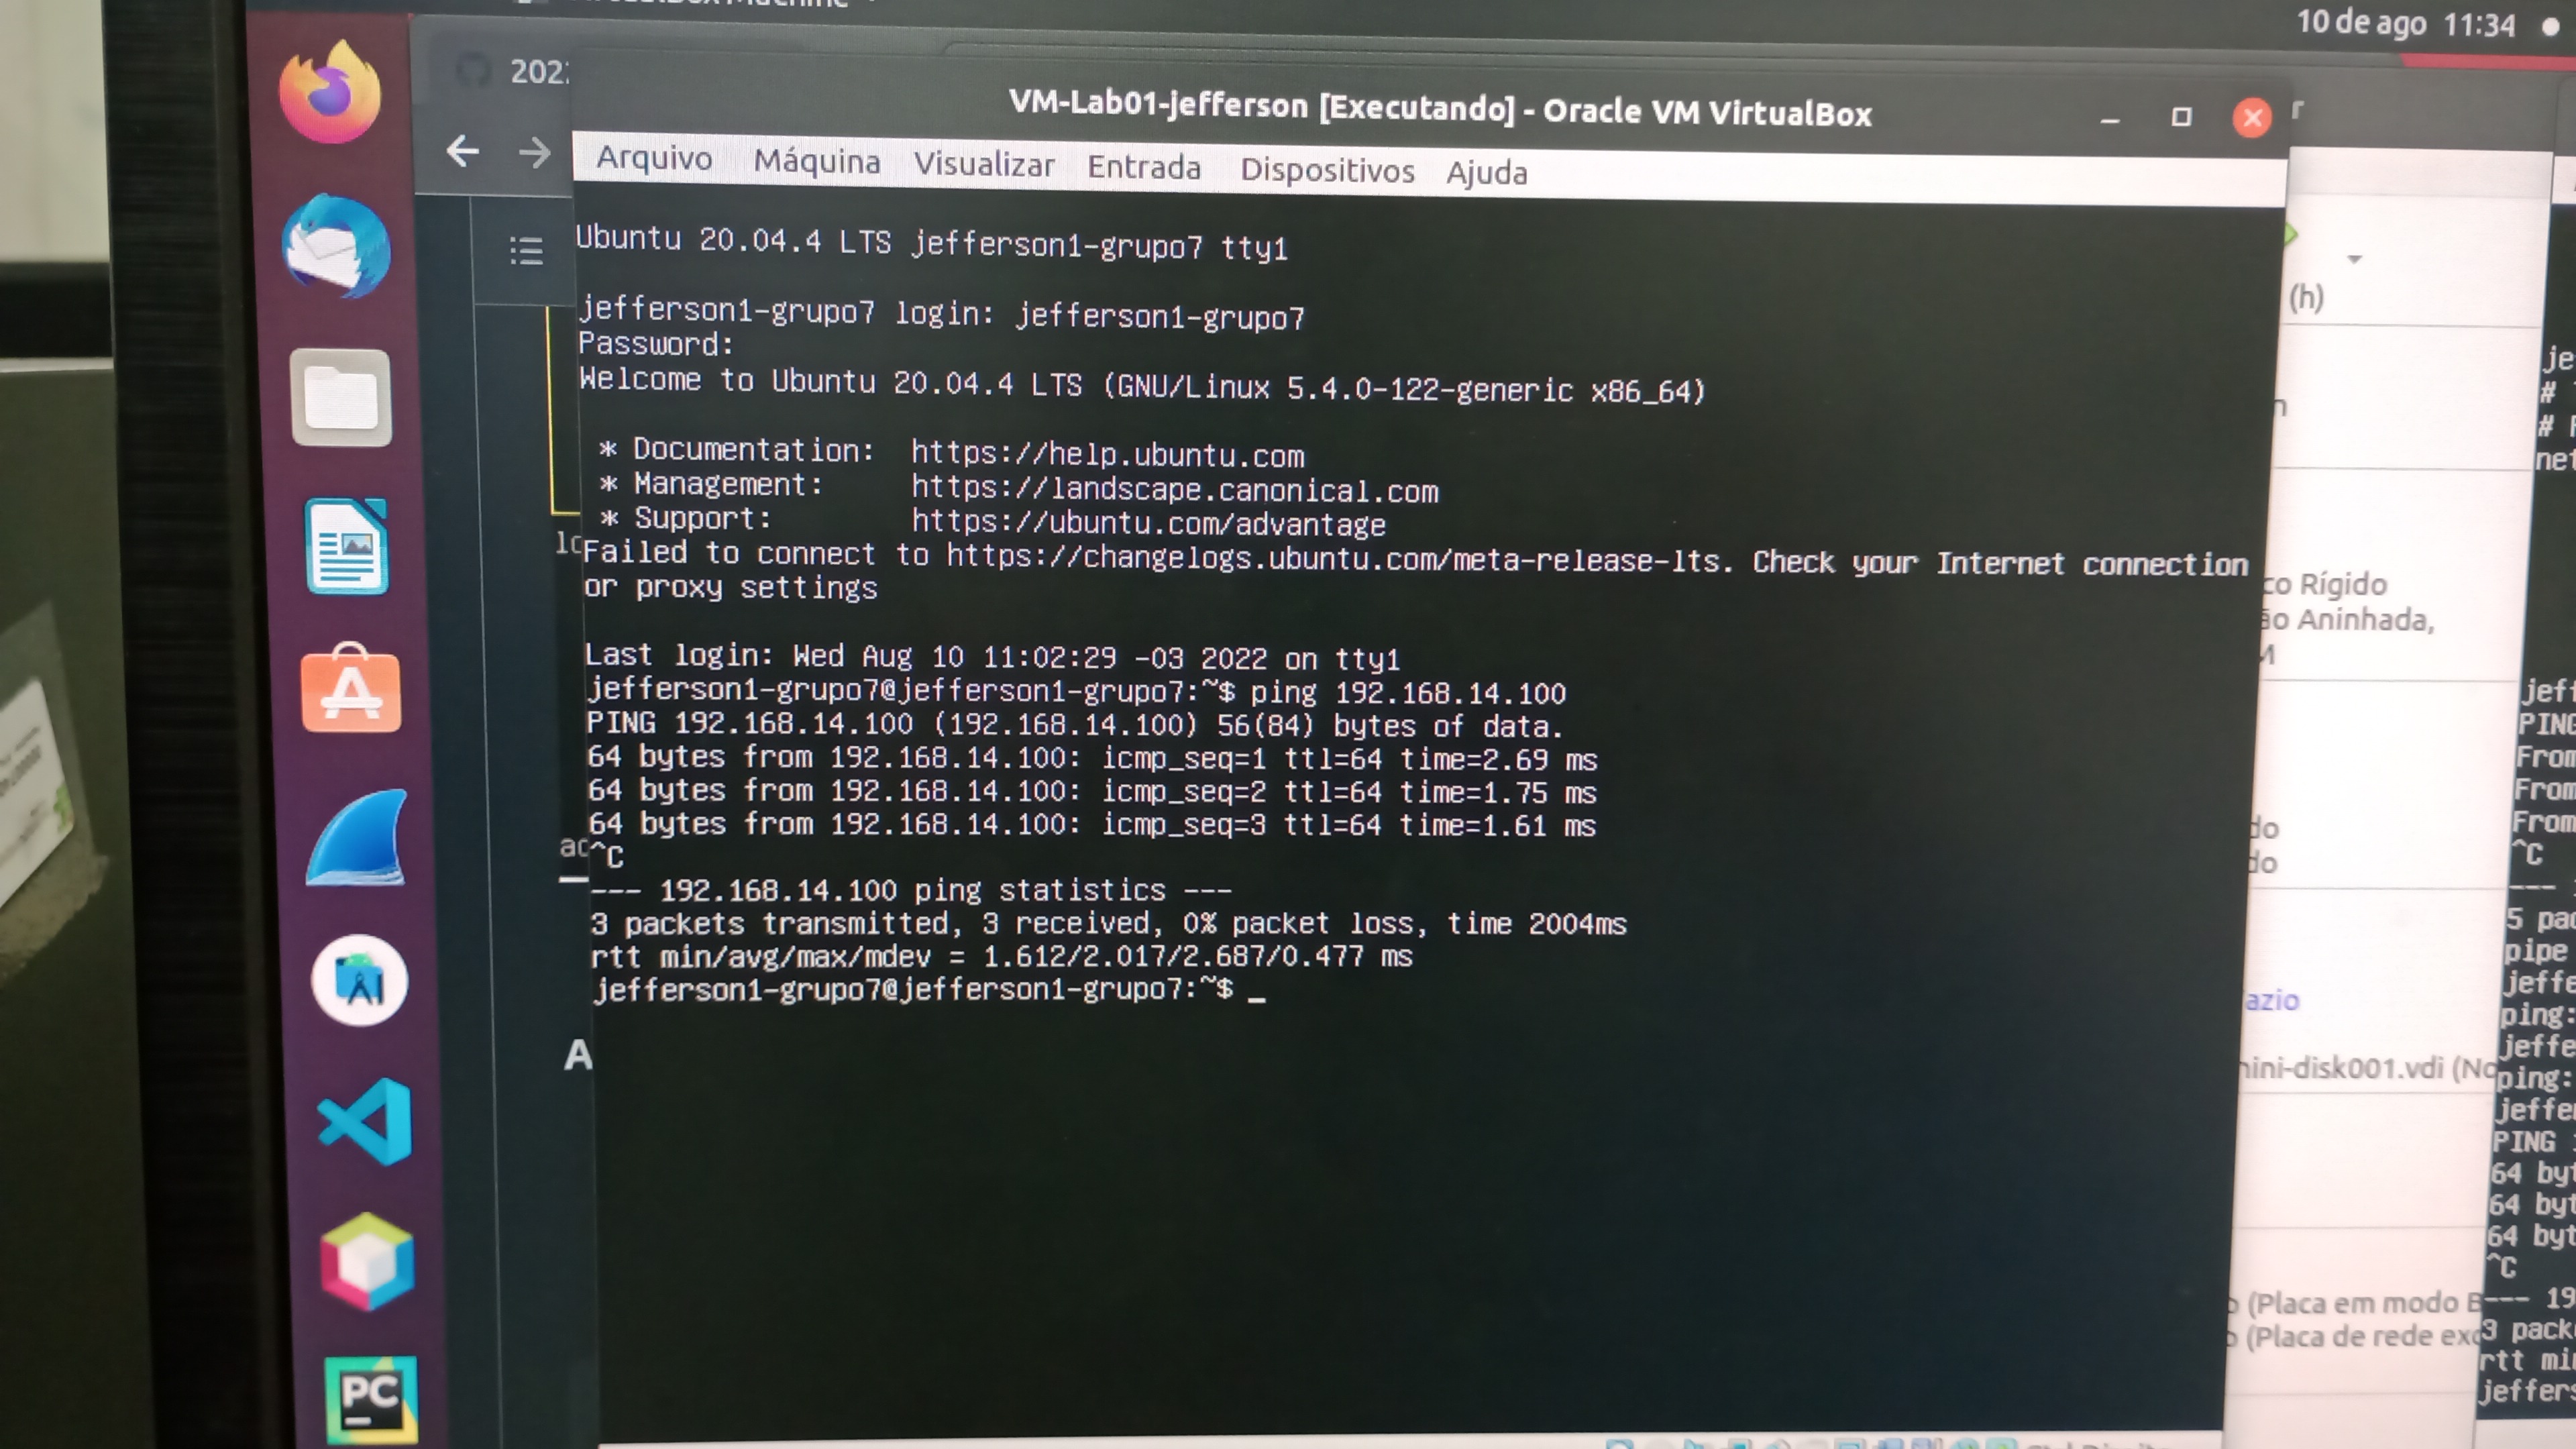 10 de ago 11:34
VM-Lab01-jefferson [Executando] - Oracle VM VirtualBox
Arquivo Máquina Visualizar Entrada Dispositivos Ajuda
Ubuntu 20.04.4 LTS jefferson1-grupo7 tty1
jefferson1-grupo7 login: jefferson1-grupo7
Password:
Welcome to Ubuntu 20.04.4 LTS (GNU/Linux 5.4.0-122-generic x86_64)
* Documentation: https://help.ubuntu.com
* Management: https://landscape.canonical.com
* Support: https://ubuntu.com/advantage
Failed to connect to https://changelogs.ubuntu.com/meta-release-lts. Check your Internet connection
or proxy settings
Last login: Wed Aug 10 11:02:29 -03 2022 on tty1
jefferson1-grupo7@jefferson1-grupo7:~$ ping 192.168.14.100
PING 192.168.14.100 (192.168.14.100) 56(84) bytes of data.
64 bytes from 192.168.14.100: icmp_seq=1 ttl=64 time=2.69 ms
64 bytes from 192.168.14.100: icmp_seq=2 ttl=64 time=1.75 ms
64 bytes from 192.168.14.100: icmp_seq=3 ttl=64 time=1.61 ms
^C
--- 192.168.14.100 ping statistics ---
3 packets transmitted, 3 received, 0% packet loss, time 2004ms
rtt min/avg/max/mdev = 1.612/2.017/2.687/0.477 ms
jefferson1-grupo7@jefferson1-grupo7:~$ _
(h)
co Rígido
ão Aninhada,
do
do
azio
mini-disk001.vdi (No
(Placa em modo B
(Placa de rede exc
je
#
#
net
jeff
PING
From
From
From
^C
---
5 pac
pipe
jeffe
ping:
jeffe
ping:
jeffe
PING
64 byt
64 byt
64 byt
^C
--- 19
3 pack
rtt mi
jeffers
A
PC